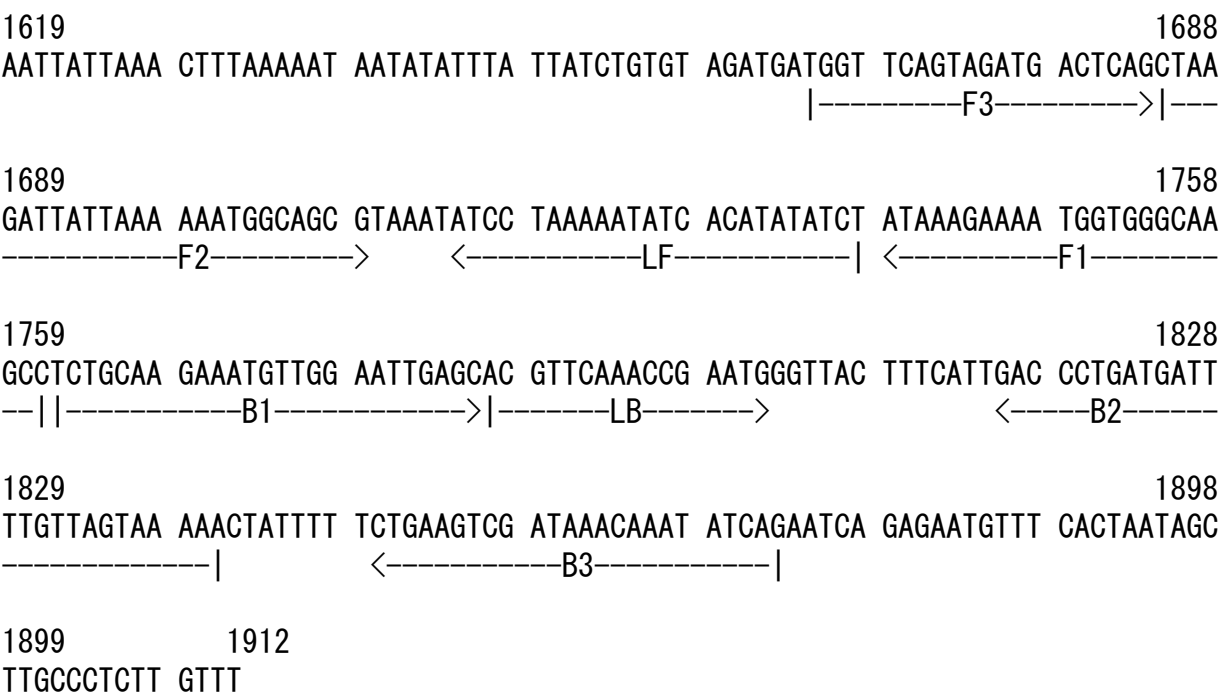 1619 1688
AATTATTAAA CTTTAAAAAT AATATATTTA TTATCTGTGT AGATGATGGT TCAGTAGATG ACTCAGCTAA
|---------F3--------->|---
1689 1758
GATTATTAAA AAATGGCAGC GTAAATATCC TAAAAATATC ACATATATCT ATAAAGAAAA TGGTGGGCAA
-----------F2---------> <-----------LF-----------| <----------F1--------
1759 1828
GCCTCTGCAA GAAATGTTGG AATTGAGCAC GTTCAAACCG AATGGGTTAC TTTCATTGAC CCTGATGATT
--||-----------B1------------>|-------LB-------> <-----B2------
1829 1898
TTGTTAGTAA AAACTATTTT TCTGAAGTCG ATAAACAAAT ATCAGAATCA GAGAATGTTT CACTAATAGC
-------------| <-----------B3-----------|
1899 1912
TTGCCCTCTT GTTT